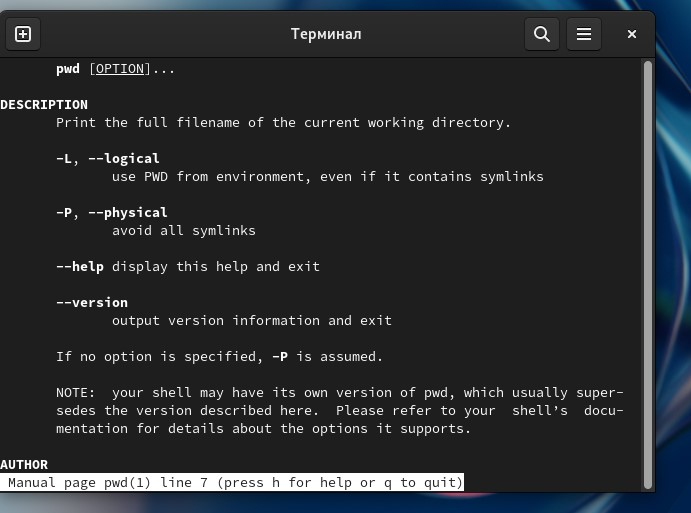 Терминал
pwd [OPTION]...
DESCRIPTION
Print the full filename of the current working directory.
-L, --logical
use PWD from environment, even if it contains symlinks
-P, --physical
avoid all symlinks
--help display this help and exit
--version
output version information and exit
If no option is specified, -P is assumed.
NOTE:  your shell may have its own version of pwd, which usually super-
sedes the version described here.  Please refer to your  shell's  docu-
mentation for details about the options it supports.
AUTHOR
Manual page pwd(1) line 7 (press h for help or q to quit)